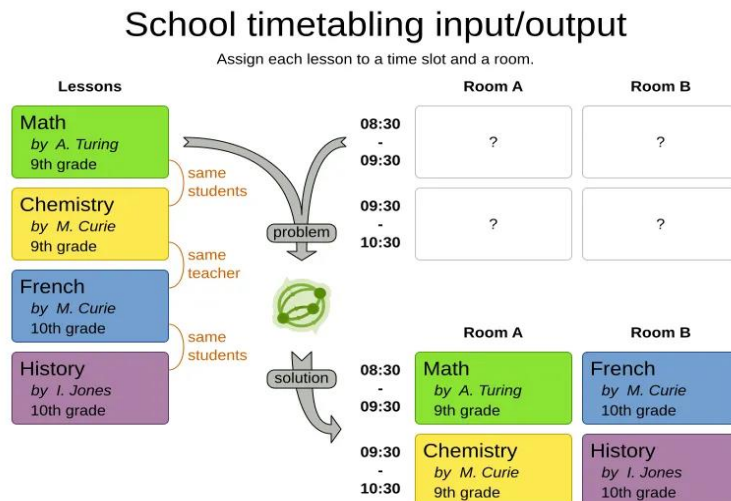 School timetabling input/output
Assign each lesson to a time slot and a room.
Lessons
Math
by A. Turing
9th grade
same
students
Chemistry
by M. Curie
9th grade
same
teacher
French
by M. Curie
10th grade
same
students
History
by I. Jones
10th grade
problem
solution
Room A
Room B
08:30
-
09:30
?
?
09:30
-
10:30
?
?
Room A
Room B
08:30
-
09:30
Math
by A. Turing
9th grade
French
by M. Curie
10th grade
09:30
-
10:30
Chemistry
by M. Curie
9th grade
History
by I. Jones
10th grade